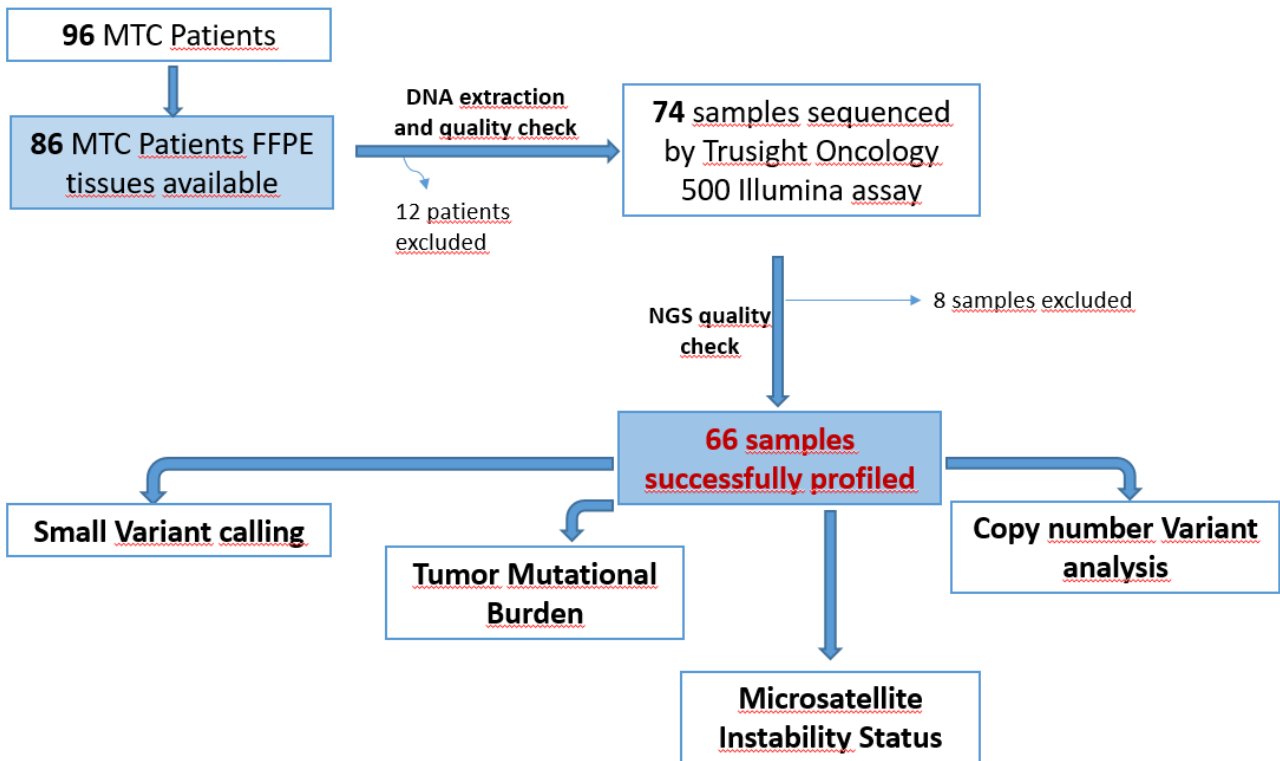 96 MTC Patients
86 MTC Patients FFPE
tissues available
DNA extraction
and quality check
12 patients
excluded
74 samples sequenced
by Trusight Oncology
500 Illumina assay
NGS quality
check
8 samples excluded
66 samples
successfully profiled
Small Variant calling
Tumor Mutational
Burden
Microsatellite
Instability Status
Copy number Variant
analysis